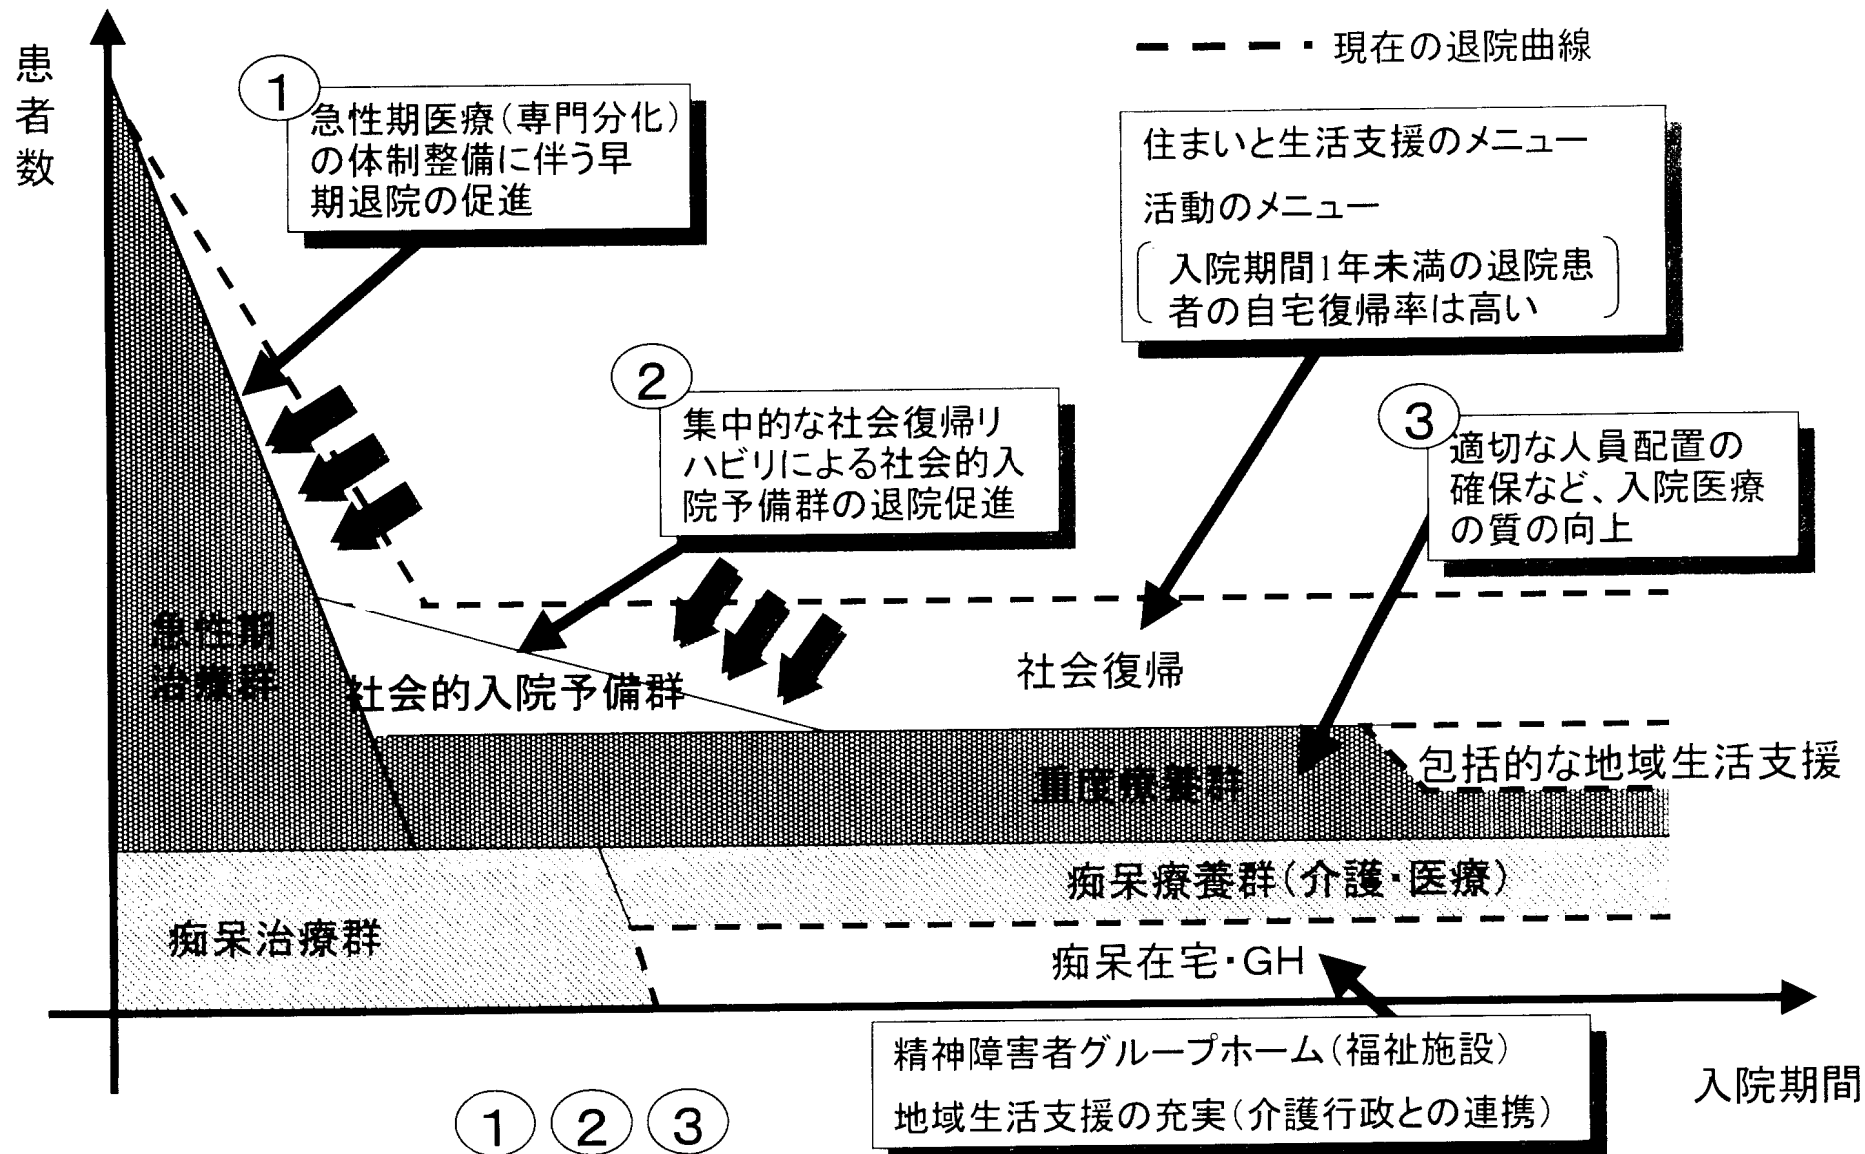 患者数
現在の退院曲線
①
急性期医療(専門分化)
の体制整備に伴う早
期退院の促進
住まいと生活支援のメニュー
活動のメニュー
入院期間1年未満の退院患
者の自宅復帰率は高い
②
集中的な社会復帰リ
ハビリによる社会的入
院予備群の退院促進
③
適切な人員配置の
確保など、入院医療
の質の向上
急性期
治療群
社会的入院予備群
社会復帰
重度療養群
包括的な地域生活支援
痴呆療養群(介護・医療)
痴呆治療群
痴呆在宅・GH
精神障害者グループホーム(福祉施設)
地域生活支援の充実(介護行政との連携)
入院期間
① ② ③